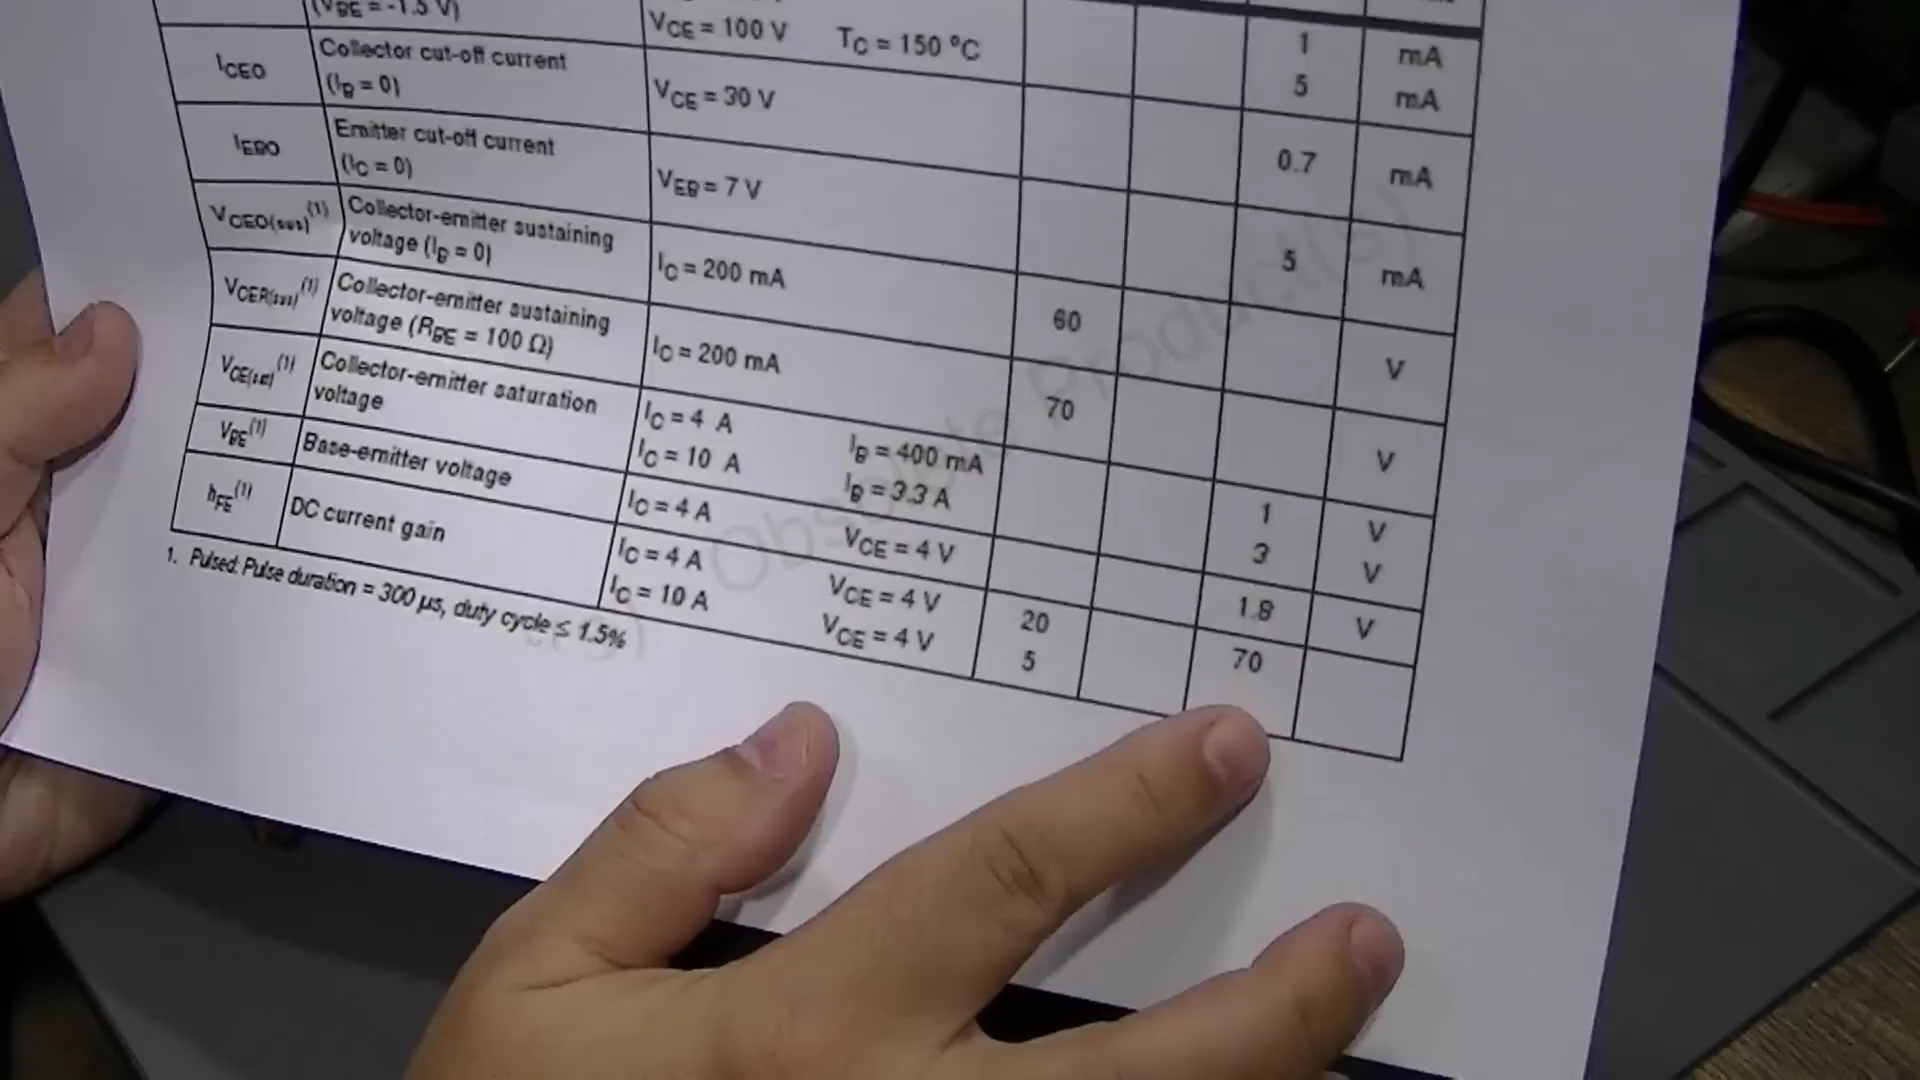 (VBE = -1.5 V)
VCE = 100 V TC = 150 ºC 1 mA
5 mA
ICEO Collector cut-off current
(IB = 0) VCE = 30 V 0.7 mA
IEBO Emitter cut-off current
(IC = 0) VEB = 7 V 5 mA
VCEO(sus)(1) Collector-emitter sustaining
voltage (IB = 0) IC = 200 mA 60 V
VCER(sus)(1) Collector-emitter sustaining
voltage (RBE = 100 Ω) IC = 200 mA 70 V
VCE(sat)(1) Collector-emitter saturation
voltage IC = 4 A IB = 400 mA 1 V
IC = 10 A IB = 3.3 A 3 V
VBE(1) Base-emitter voltage IC = 4 A VCE = 4 V 1.8 V
hFE(1) DC current gain IC = 4 A VCE = 4 V 20 70
IC = 10 A VCE = 4 V 5
1. Pulsed: Pulse duration = 300 µs, duty cycle ≤ 1.5%
Obsolete Product(s)